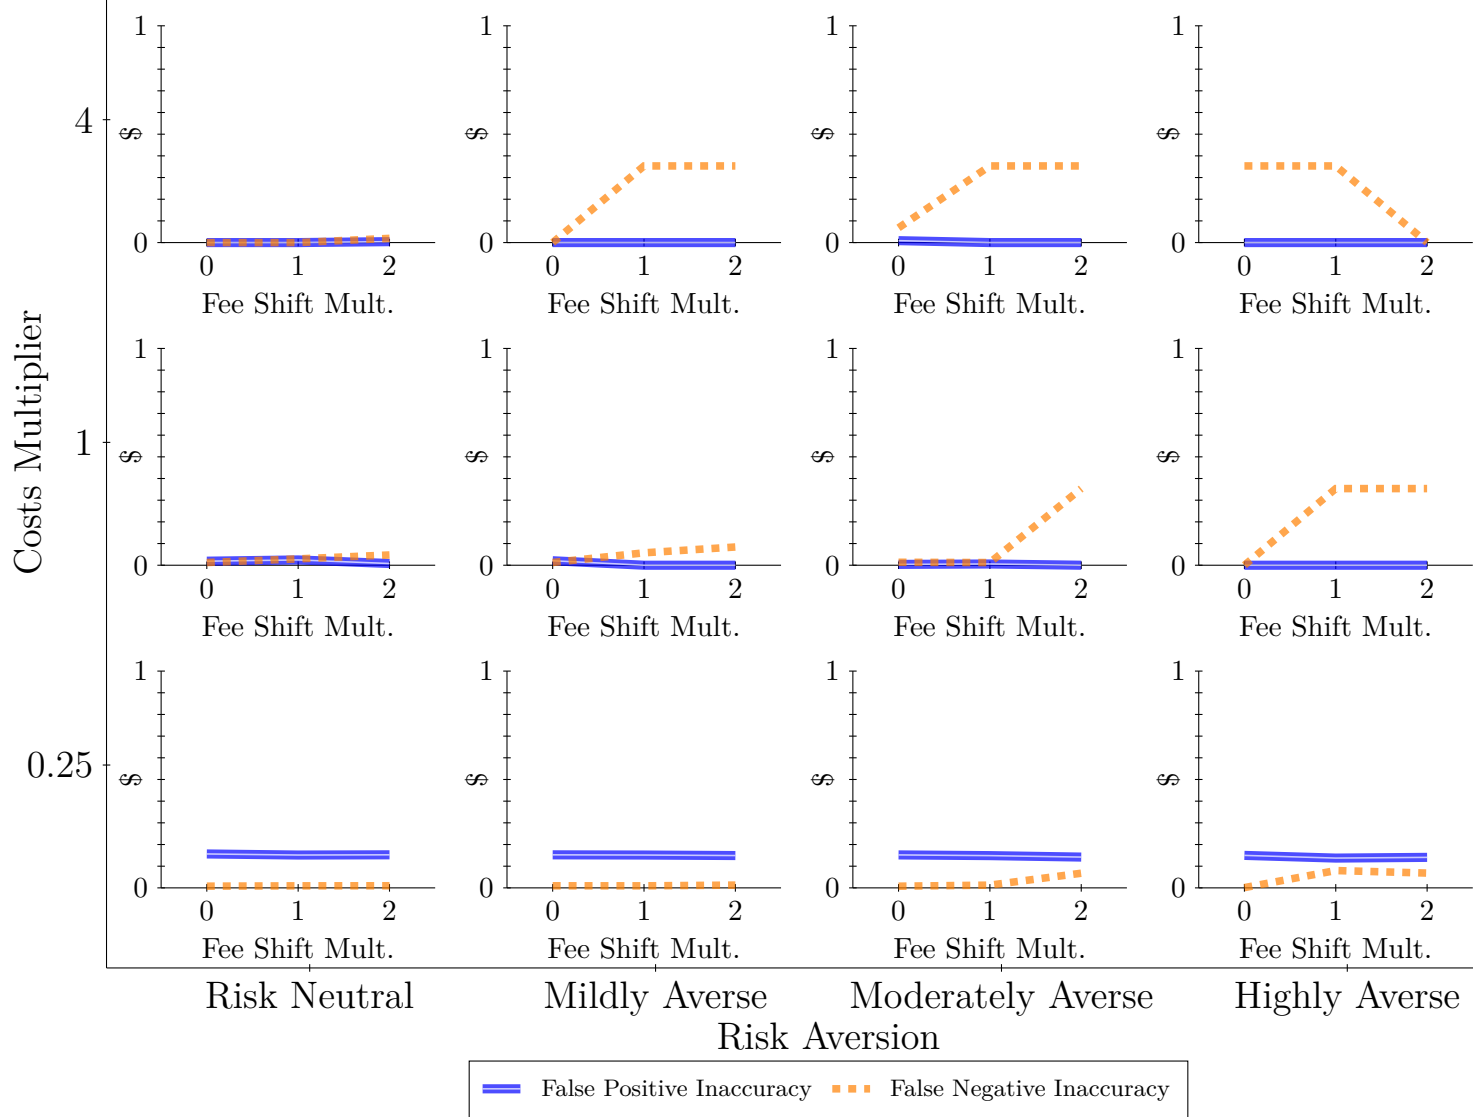 Costs Multiplier
4
1
$
0
0 1 2
Fee Shift Mult.
1
$
0
0 1 2
Fee Shift Mult.
1
$
0
0 1 2
Fee Shift Mult.
1
$
0
0 1 2
Fee Shift Mult.
1
1
$
0
0 1 2
Fee Shift Mult.
1
$
0
0 1 2
Fee Shift Mult.
1
$
0
0 1 2
Fee Shift Mult.
1
$
0
0 1 2
Fee Shift Mult.
0.25
1
$
0
0 1 2
Fee Shift Mult.
1
$
0
0 1 2
Fee Shift Mult.
1
$
0
0 1 2
Fee Shift Mult.
1
$
0
0 1 2
Fee Shift Mult.
Risk Neutral
Mildly Averse
Moderately Averse
Highly Averse
Risk Aversion
False Positive Inaccuracy
False Negative Inaccuracy